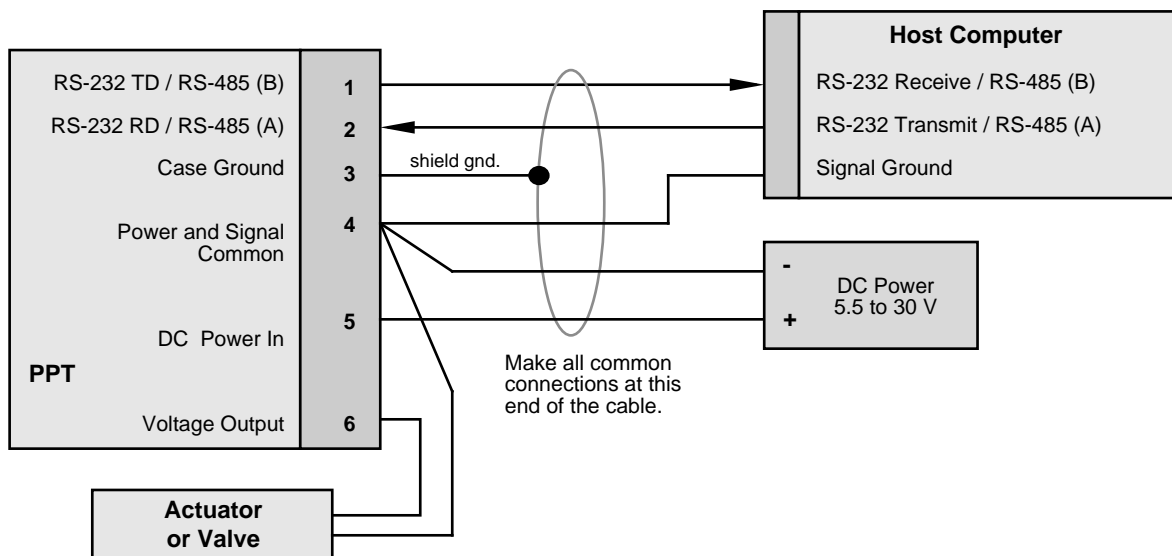 RS-232 TD / RS-485 (B)
1
RS-232 RD / RS-485 (A)
2
Case Ground
3
Power and Signal
Common
4
DC  Power In
5
PPT
Voltage Output
6
shield gnd.
Host Computer
RS-232 Receive / RS-485 (B)
RS-232 Transmit / RS-485 (A)
Signal Ground
-
+
DC Power
5.5 to 30 V
Make all common
connections at this
end of the cable.
Actuator
or Valve